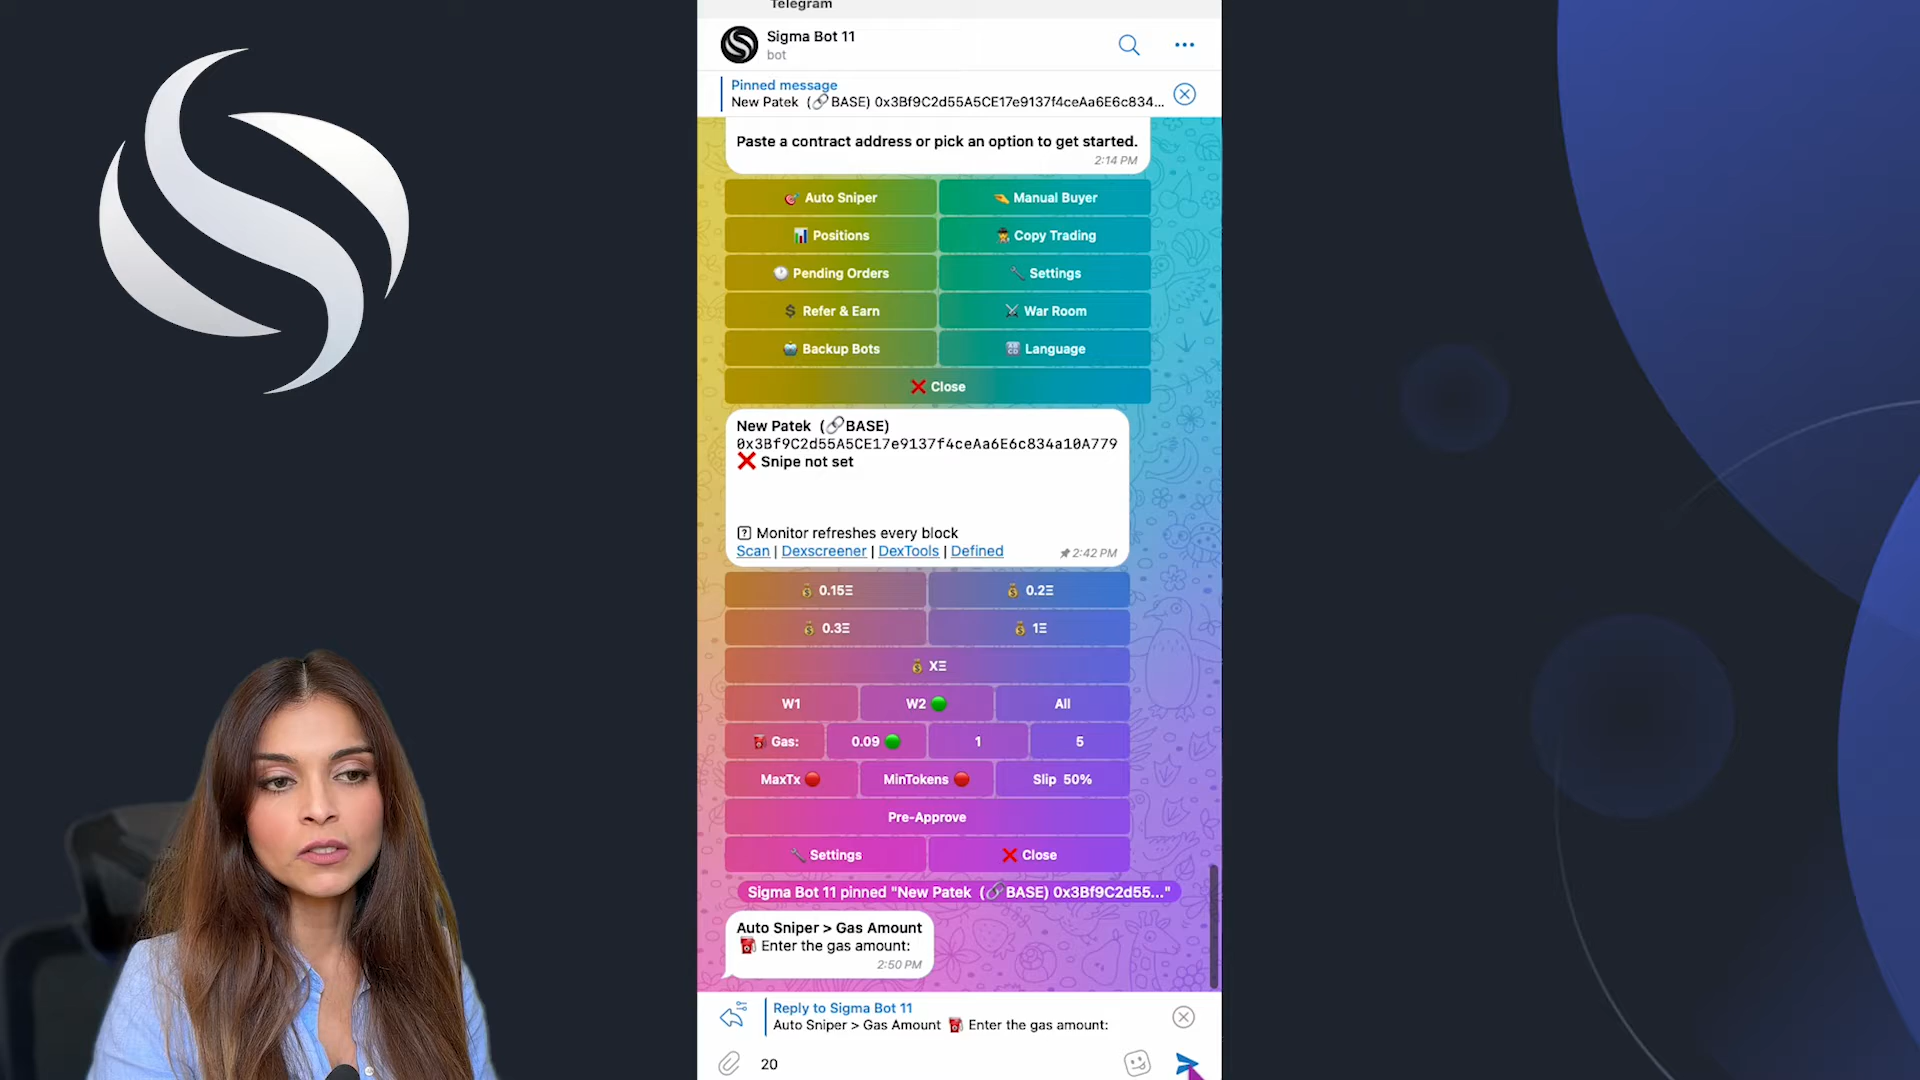 Telegram
Sigma Bot 11
bot
Pinned message
New Patek (🔗BASE) 0x3Bf9C2d55A5CE17e9137f4ceAa6E6c834...
Paste a contract address or pick an option to get started.
2:14 PM
🎯 Auto Sniper
Manual Buyer
📊 Positions
Copy Trading
🕐 Pending Orders
🔧 Settings
💲 Refer & Earn
⚔️ War Room
🤖 Backup Bots
🔠 Language
❌ Close
New Patek (🔗BASE)
0x3Bf9C2d55A5CE17e9137f4ceAa6E6c834a10A779
❌ Snipe not set
Monitor refreshes every block
Scan | Dexscreener | DexTools | Defined
2:42 PM
💰 0.15Ξ
💰 0.2Ξ
💰 0.3Ξ
💰 1Ξ
💰 XΞ
W1
W2 🟢
All
Gas:
0.09 🟢
1
5
MaxTx 🔴
MinTokens 🔴
Slip 50%
Pre-Approve
🔧 Settings
❌ Close
Sigma Bot 11 pinned "New Patek (🔗BASE) 0x3Bf9C2d55..."
Auto Sniper > Gas Amount
Enter the gas amount:
2:50 PM
Reply to Sigma Bot 11
Auto Sniper > Gas Amount Enter the gas amount:
20